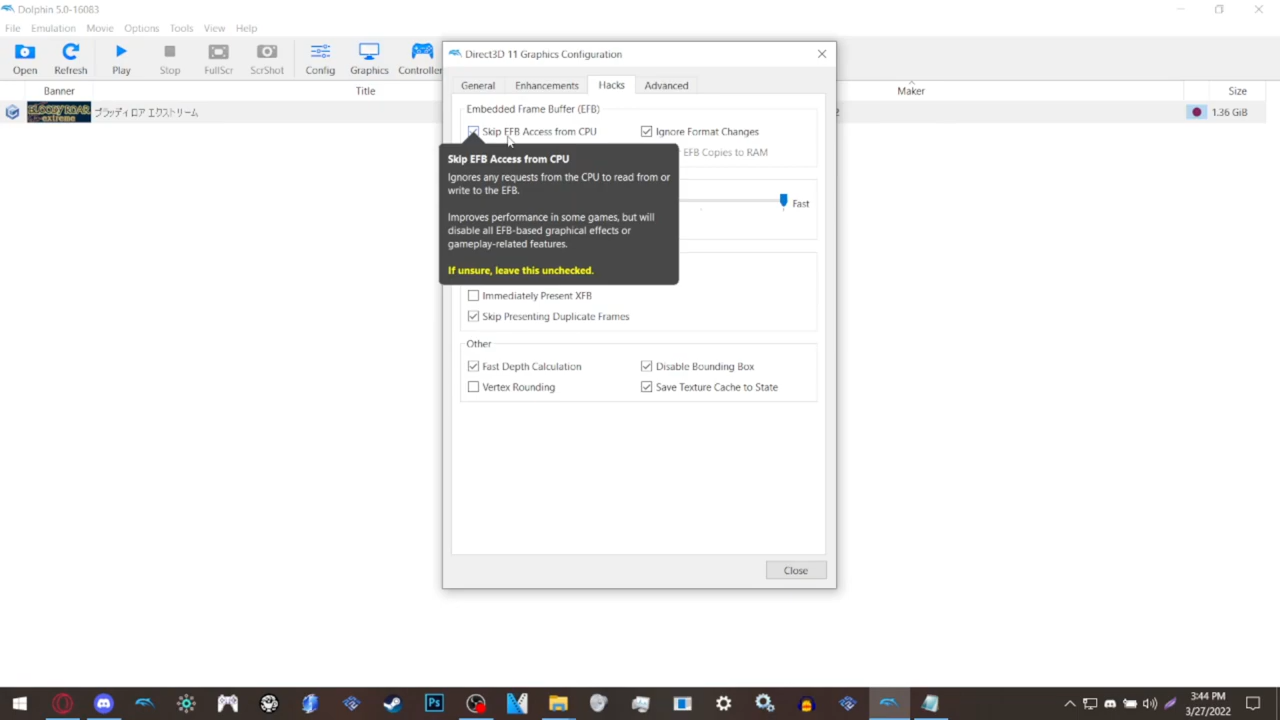 Dolphin 5.0-16083
File Emulation Movie Options Tools View Help
Open Refresh Play Stop FullScr ScrShot Config Graphics Controller
Banner Title Maker Size
BLOODY ROAR extreme ブラッディロア エクストリーム 1.36 GiB
Direct3D 11 Graphics Configuration
General Enhancements Hacks Advanced
Embedded Frame Buffer (EFB)
Skip EFB Access from CPU Ignore Format Changes
EFB Copies to RAM
Skip EFB Access from CPU
Ignores any requests from the CPU to read from or
write to the EFB.
Improves performance in some games, but will
disable all EFB-based graphical effects or
gameplay-related features.
If unsure, leave this unchecked.
Fast
Immediately Present XFB
Skip Presenting Duplicate Frames
Other
Fast Depth Calculation Disable Bounding Box
Vertex Rounding Save Texture Cache to State
Close
Ps
3:44 PM
3/27/2022